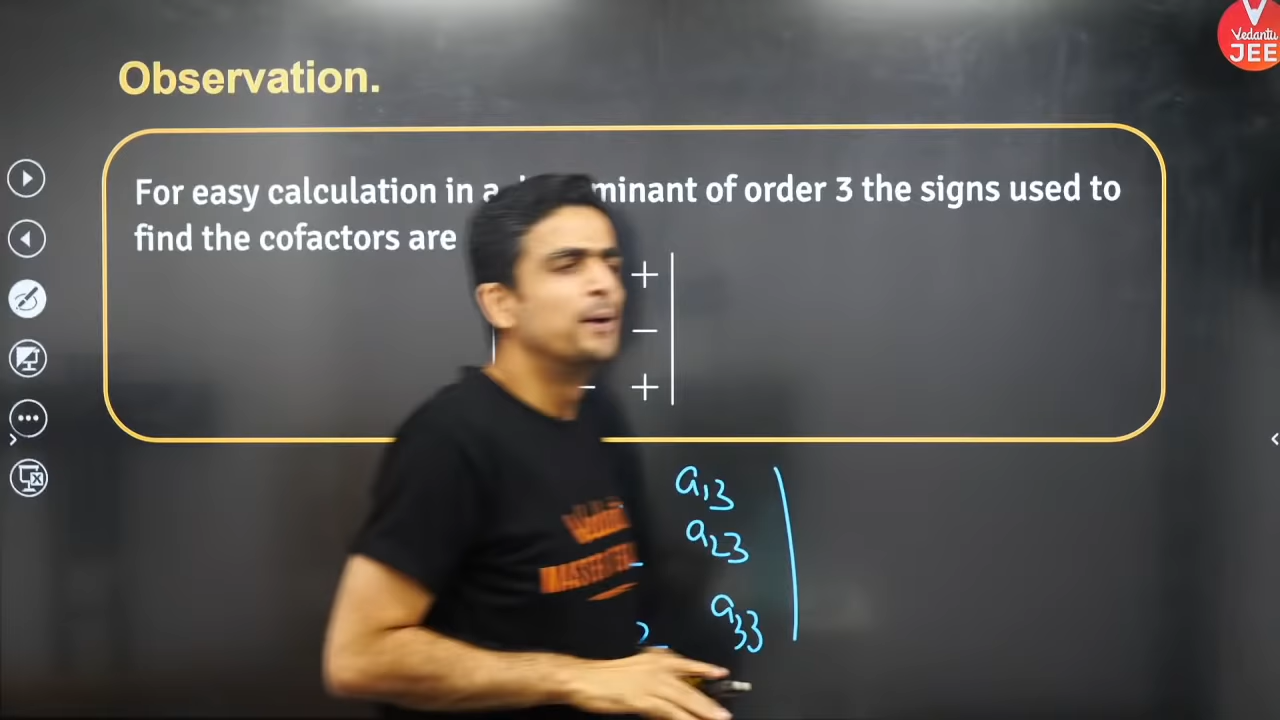 Vedantu
JEE
Observation.
For easy calculation in a minant of order 3 the signs used to
find the cofactors are
+
−
− +
a13
a23
a33